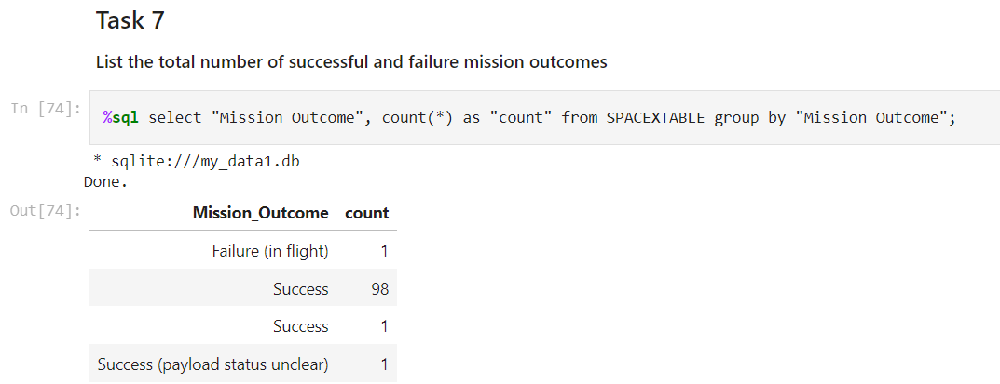 Task 7
List the total number of successful and failure mission outcomes
In [74]: %sql select "Mission_Outcome", count(*) as "count" from SPACEXTABLE group by "Mission_Outcome";
* sqlite:///my_data1.db
Done.
Out[74]: Mission_Outcome count
Failure (in flight) 1
Success 98
Success 1
Success (payload status unclear) 1